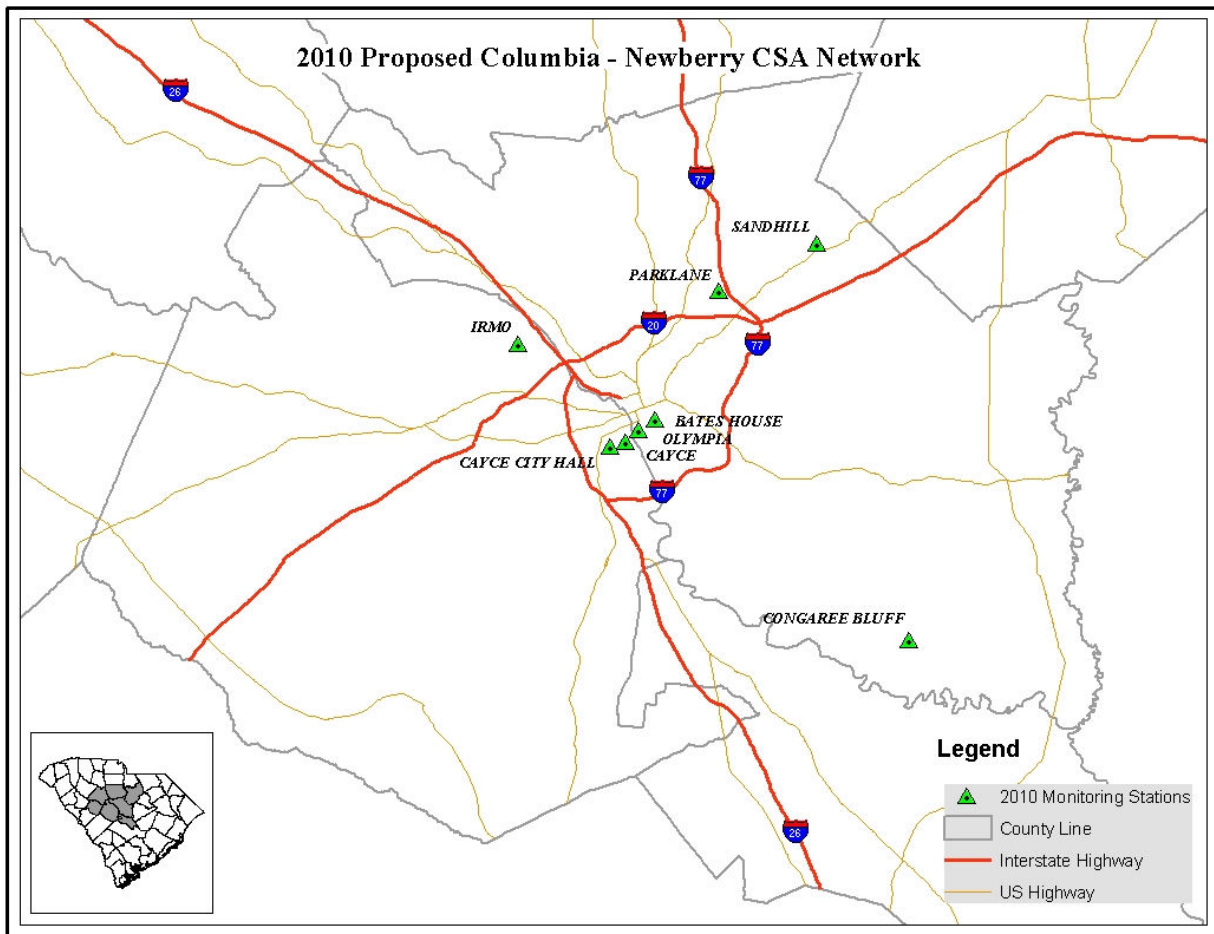 2010 Proposed Columbia - Newberry CSA Network
26
77
SANDHILL
PARKLANE
20
IRMO
77
BATES HOUSE
OLYMPIA
CAYCE
CAYCE CITY HALL
77
CONGAREE BLUFF
Legend
2010 Monitoring Stations
County Line
Interstate Highway
US Highway
26